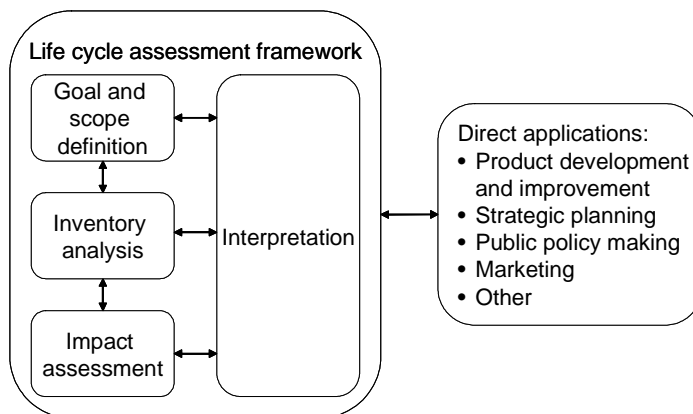 Life cycle assessment framework
Goal and
scope
definition
Inventory
analysis
Impact
assessment
Interpretation
Direct applications:
• Product development
and improvement
• Strategic planning
• Public policy making
• Marketing
• Other